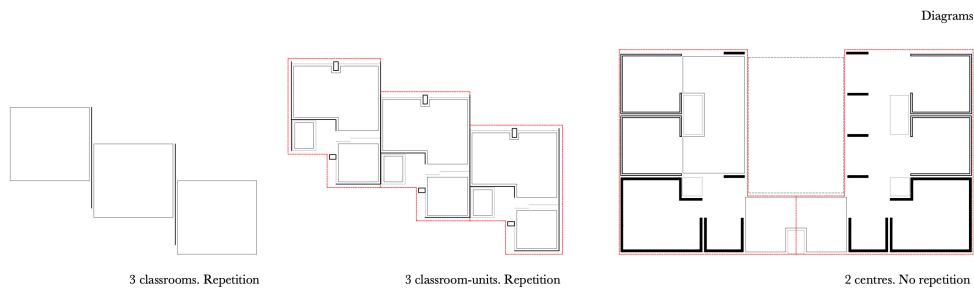 Diagrams
3 classrooms. Repetition
3 classroom-units. Repetition
2 centres. No repetition